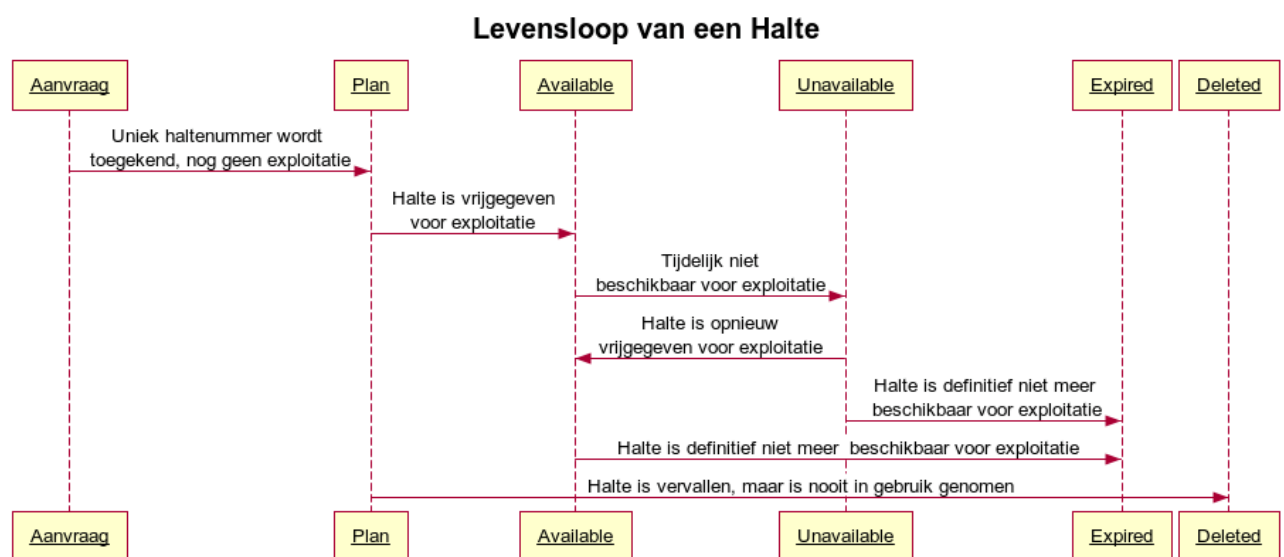 Levensloop van een Halte
Aanvraag
Plan
Available
Unavailable
Expired
Deleted
Uniek haltenummer wordt
toegekend, nog geen exploitatie
Halte is vrijgegeven
voor exploitatie
Tijdelijk niet
beschikbaar voor exploitatie
Halte is opnieuw
vrijgegeven voor exploitatie
Halte is definitief niet meer
beschikbaar voor exploitatie
Halte is definitief niet meer  beschikbaar voor exploitatie
Halte is vervallen, maar is nooit in gebruik genomen
Aanvraag
Plan
Available
Unavailable
Expired
Deleted